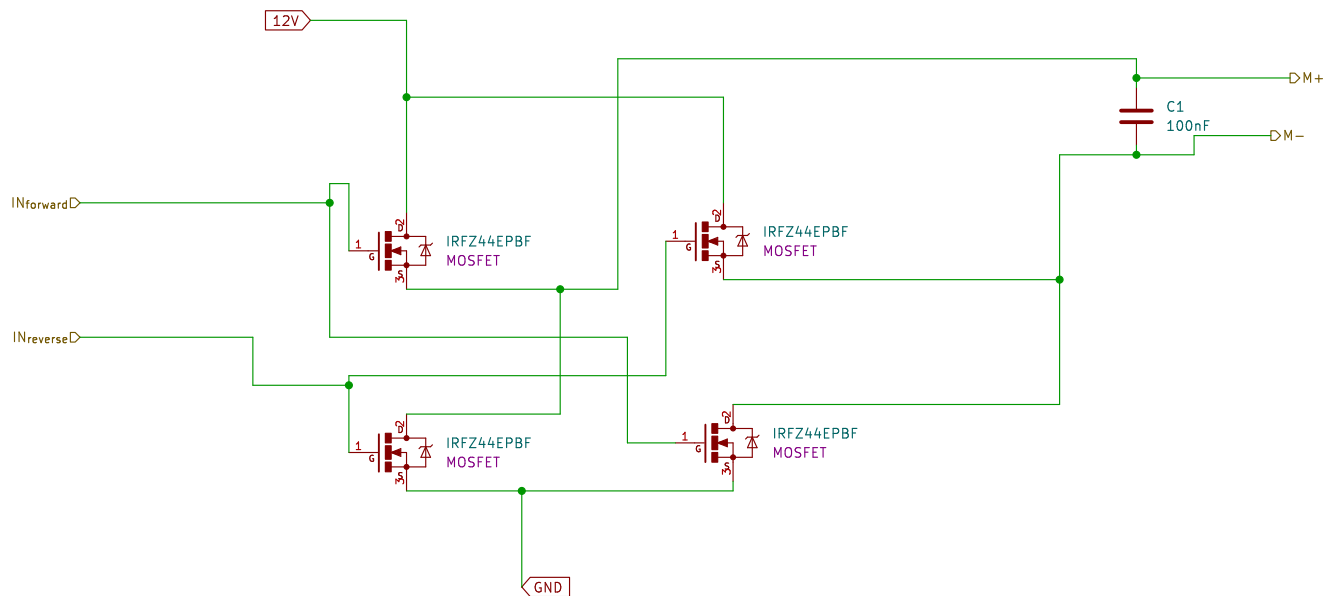 12V
M+
C1
100nF
M-
INforward
1
G
D
2
S
3
IRFZ44EPBF
MOSFET
1
G
D
2
S
3
IRFZ44EPBF
MOSFET
INreverse
1
G
D
2
S
3
IRFZ44EPBF
MOSFET
1
G
D
2
S
3
IRFZ44EPBF
MOSFET
GND